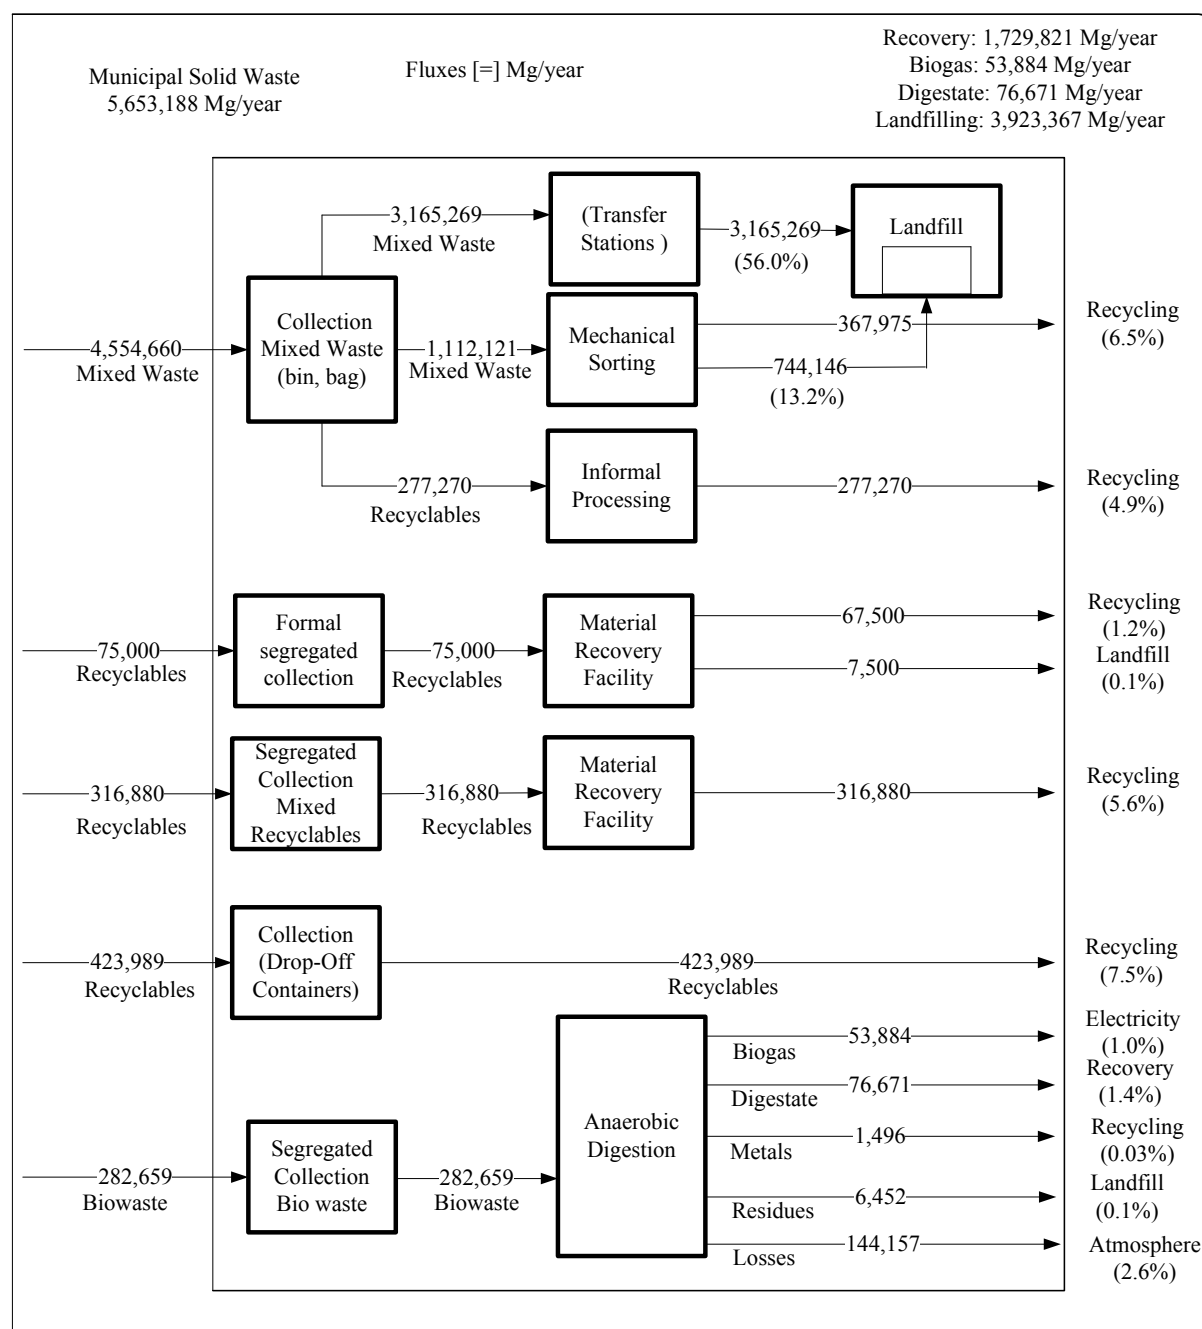 Municipal Solid Waste
5,653,188 Mg/year
Fluxes [=] Mg/year
Recovery: 1,729,821 Mg/year
Biogas: 53,884 Mg/year
Digestate: 76,671 Mg/year
Landfilling: 3,923,367 Mg/year
4,554,660
Mixed Waste
Collection
Mixed Waste
(bin, bag)
3,165,269
Mixed Waste
(Transfer
Stations )
3,165,269
(56.0%)
Landfill
1,112,121
Mixed Waste
Mechanical
Sorting
367,975
Recycling
(6.5%)
744,146
(13.2%)
277,270
Recyclables
Informal
Processing
277,270
Recycling
(4.9%)
75,000
Recyclables
Formal
segregated
collection
75,000
Recyclables
Material
Recovery
Facility
67,500
Recycling
(1.2%)
7,500
Landfill
(0.1%)
316,880
Recyclables
Segregated
Collection
Mixed
Recyclables
316,880
Recyclables
Material
Recovery
Facility
316,880
Recycling
(5.6%)
423,989
Recyclables
Collection
(Drop-Off
Containers)
423,989
Recyclables
Recycling
(7.5%)
282,659
Biowaste
Segregated
Collection
Bio waste
282,659
Biowaste
Anaerobic
Digestion
Biogas
53,884
Electricity
(1.0%)
Digestate
76,671
Recovery
(1.4%)
Metals
1,496
Recycling
(0.03%)
Residues
6,452
Landfill
(0.1%)
Losses
144,157
Atmosphere
(2.6%)